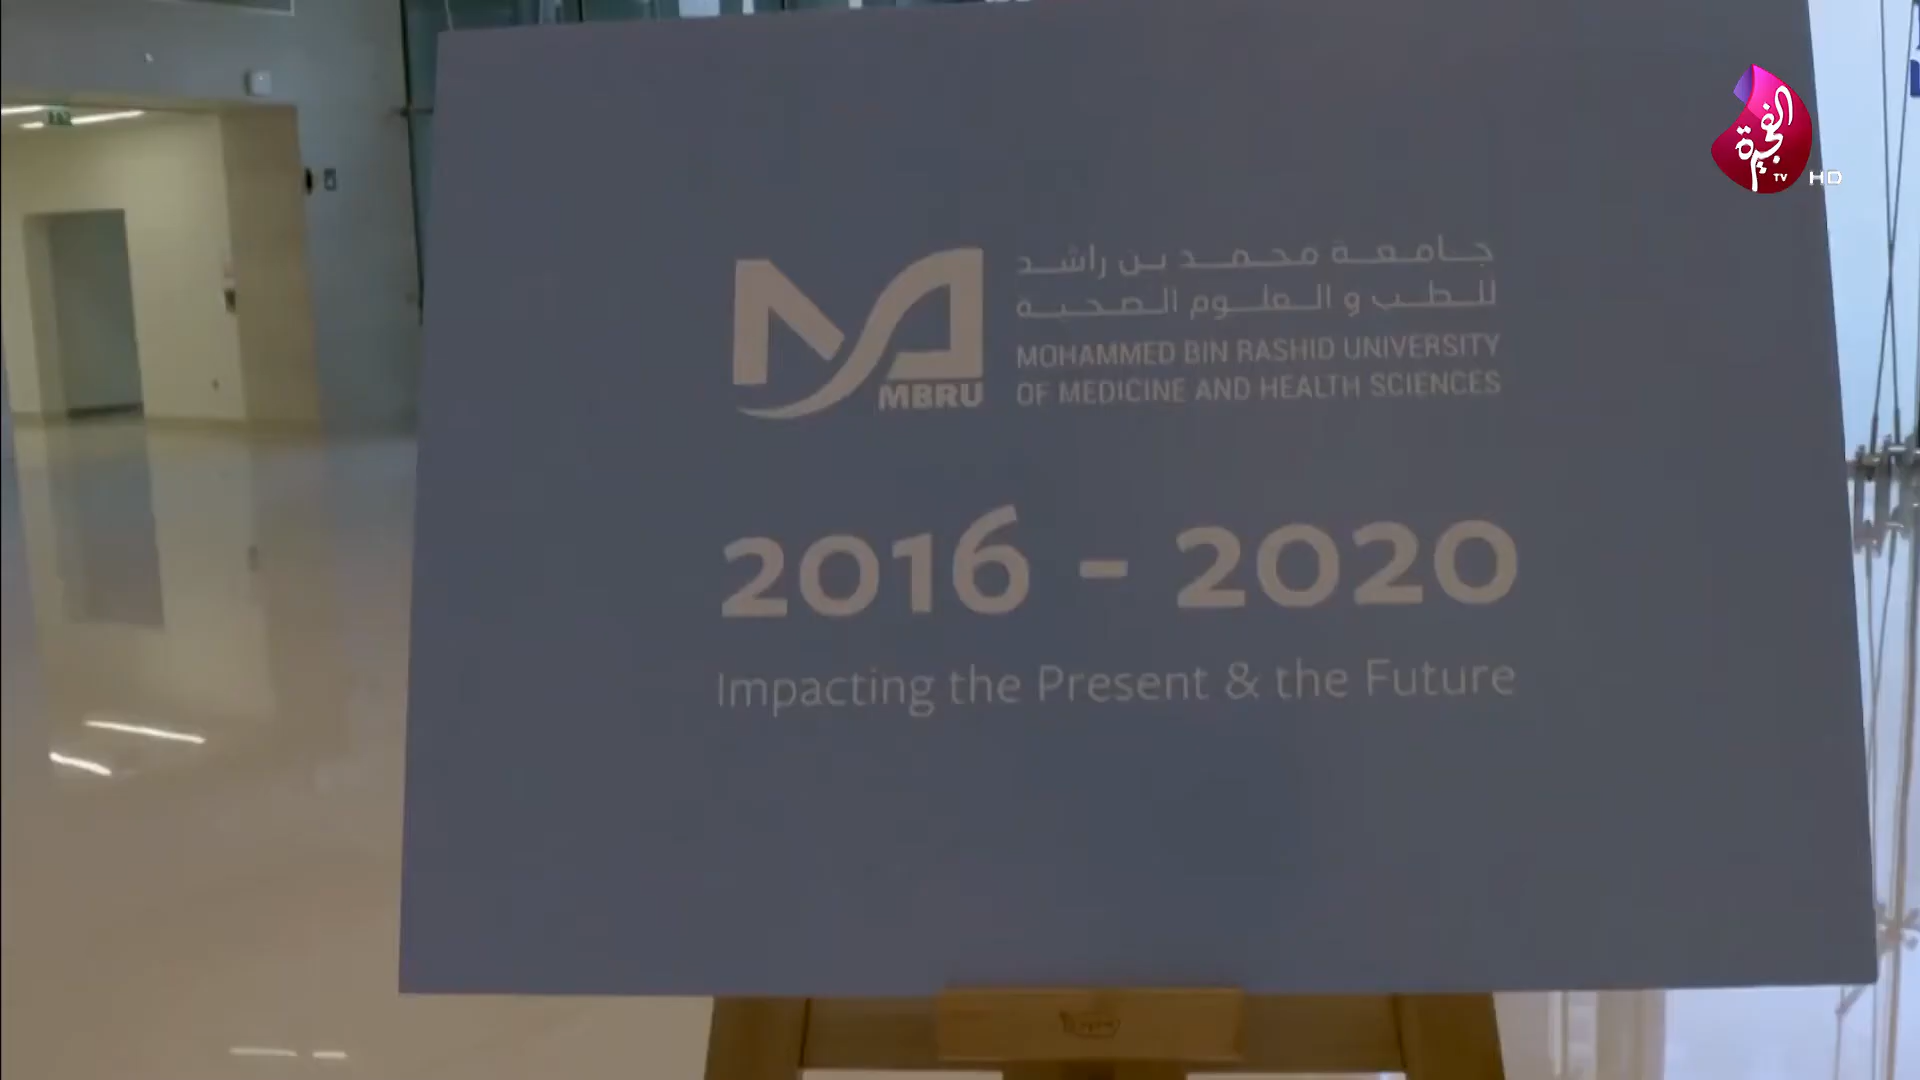 الفجيرة
TV HD
جامعة محمد بن راشد
للطب و العلوم الصحية
MOHAMMED BIN RASHID UNIVERSITY
OF MEDICINE AND HEALTH SCIENCES
MBRU
2016 - 2020
Impacting the Present & the Future